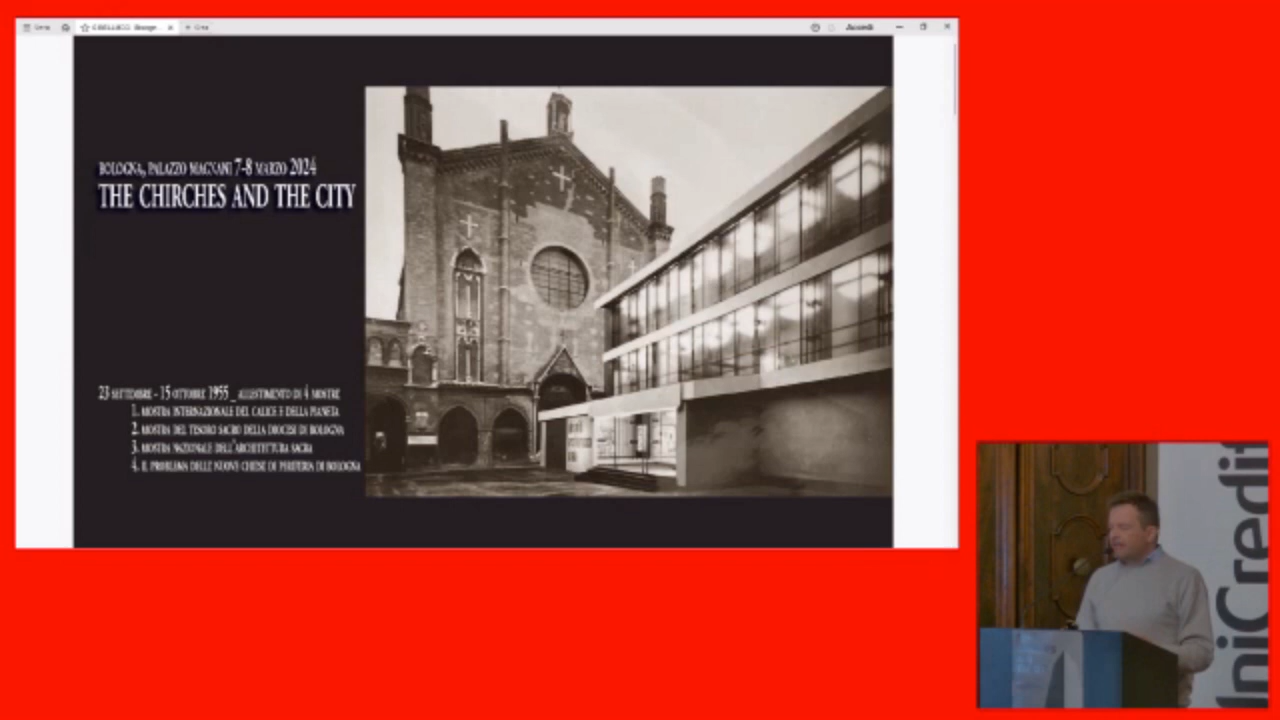 Accedi
BOLOGNA, PALAZZO MAGNANI 7-8 MARZO 2024
THE CHIRCHES AND THE CITY
23 SETTEMBRE - 15 OTTOBRE 1955 _ ALLESTIMENTO DI 4 MOSTRE
1. MOSTRA INTERNAZIONALE DEL CALICE E DELLA PIANETA
2. MOSTRA DEL TESORO SACRO DELLA DIOCESI DI BOLOGNA
3. MOSTRA NAZIONALE DELL'ARCHITETTURA SACRA
4. IL PROBLEMA DELLE NUOVE CHIESE DI PERIFERIA DI BOLOGNA
UniCredit